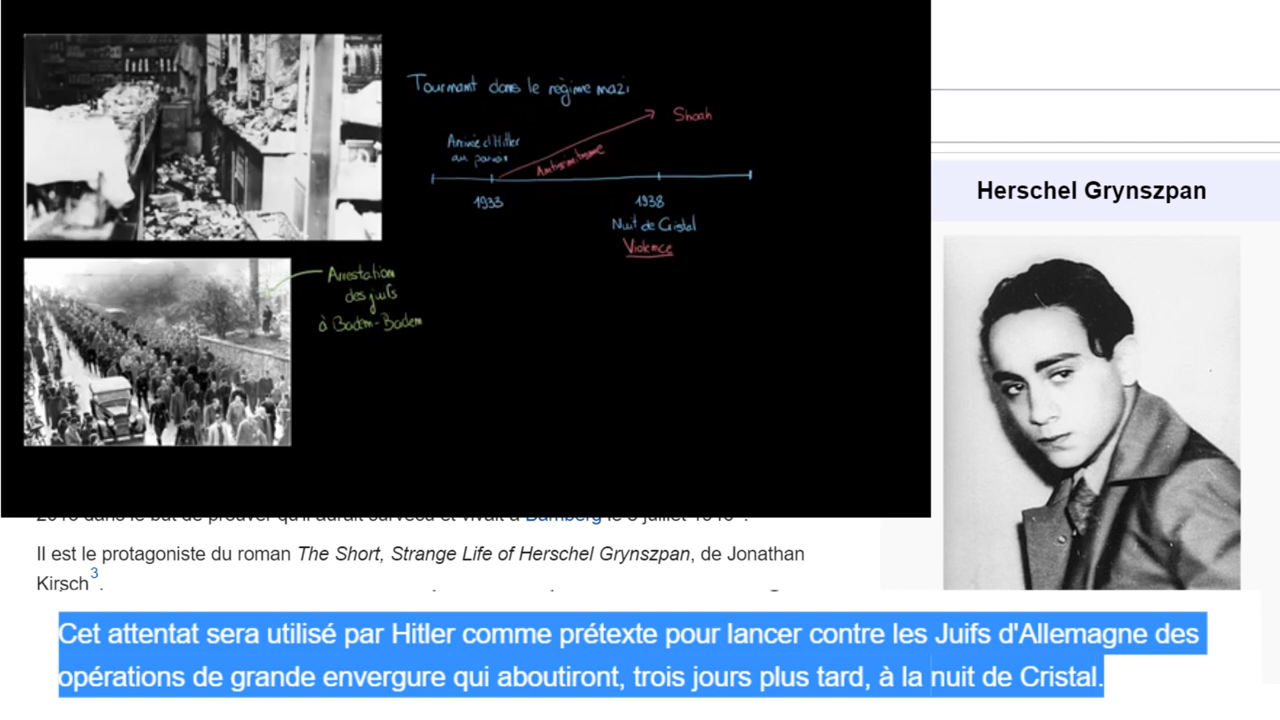 Tournant dans le régime nazi
Shoah
Arrivée d'Hitler
au pouvoir
Antisémitisme
1933
1938
Nuit de Cristal
Violence
Arrestation
des juifs
à Baden-Baden
Herschel Grynszpan
Bamberg
Il est le protagoniste du roman The Short, Strange Life of Herschel Grynszpan, de Jonathan
Kirsch3.
Cet attentat sera utilisé par Hitler comme prétexte pour lancer contre les Juifs d'Allemagne des
opérations de grande envergure qui aboutiront, trois jours plus tard, à la nuit de Cristal.